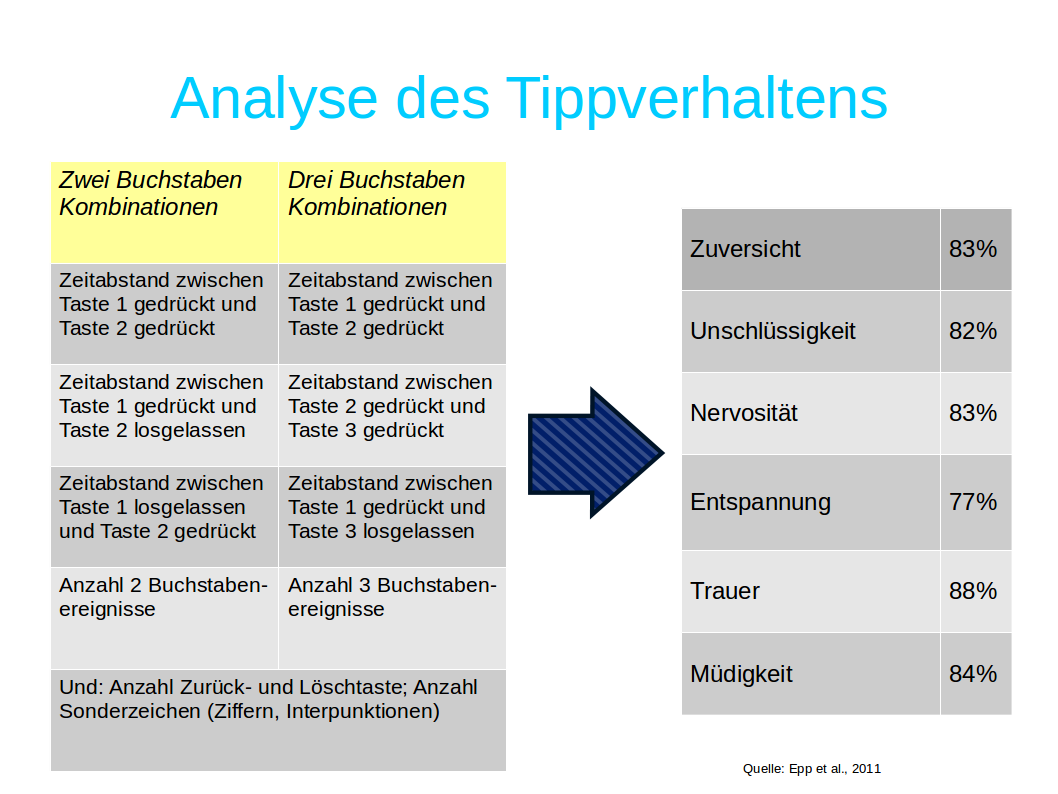 Analyse des Tippverhaltens
Zwei Buchstaben
Kombinationen
Drei Buchstaben
Kombinationen
Zeitabstand zwischen
Taste 1 gedrückt und
Taste 2 gedrückt
Zeitabstand zwischen
Taste 1 gedrückt und
Taste 2 gedrückt
Zeitabstand zwischen
Taste 1 gedrückt und
Taste 2 losgelassen
Zeitabstand zwischen
Taste 2 gedrückt und
Taste 3 gedrückt
Zeitabstand zwischen
Taste 1 losgelassen
und Taste 2 gedrückt
Zeitabstand zwischen
Taste 1 gedrückt und
Taste 3 losgelassen
Anzahl 2 Buchstaben-
ereignisse
Anzahl 3 Buchstaben-
ereignisse
Und: Anzahl Zurück- und Löschtaste; Anzahl
Sonderzeichen (Ziffern, Interpunktionen)
Zuversicht 83%
Unschlüssigkeit 82%
Nervosität 83%
Entspannung 77%
Trauer 88%
Müdigkeit 84%
Quelle: Epp et al., 2011